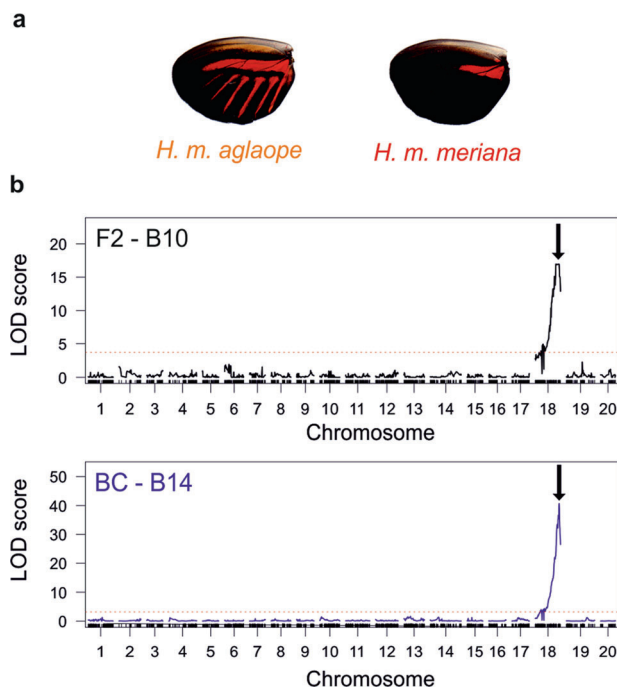 a
H. m. aglaope
H. m. meriana
b
F2 - B10
LOD score
20
15
10
5
0
1 2 3 4 5 6 7 8 9 10 11 12 13 14 15 16 17 18 19 20
Chromosome
BC - B14
LOD score
50
40
30
20
10
0
1 2 3 4 5 6 7 8 9 10 11 12 13 14 15 16 17 18 19 20
Chromosome